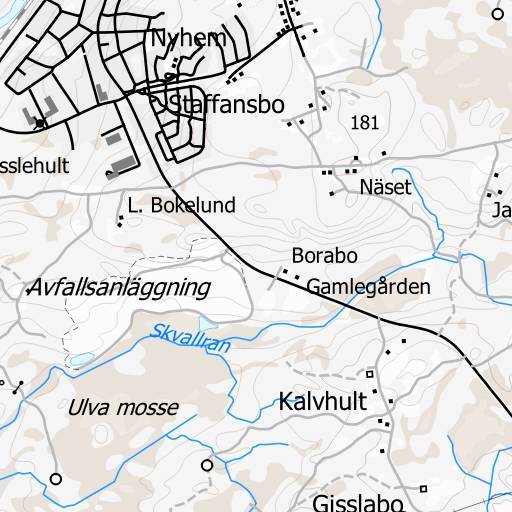 Nyhem
Staffansbo
181
sslehult
Näset
L. Bokelund
Ja
Borabo
Avfallsanläggning
Gamlegården
Skvallran
Ulva mosse
Kalvhult
Gisslabo